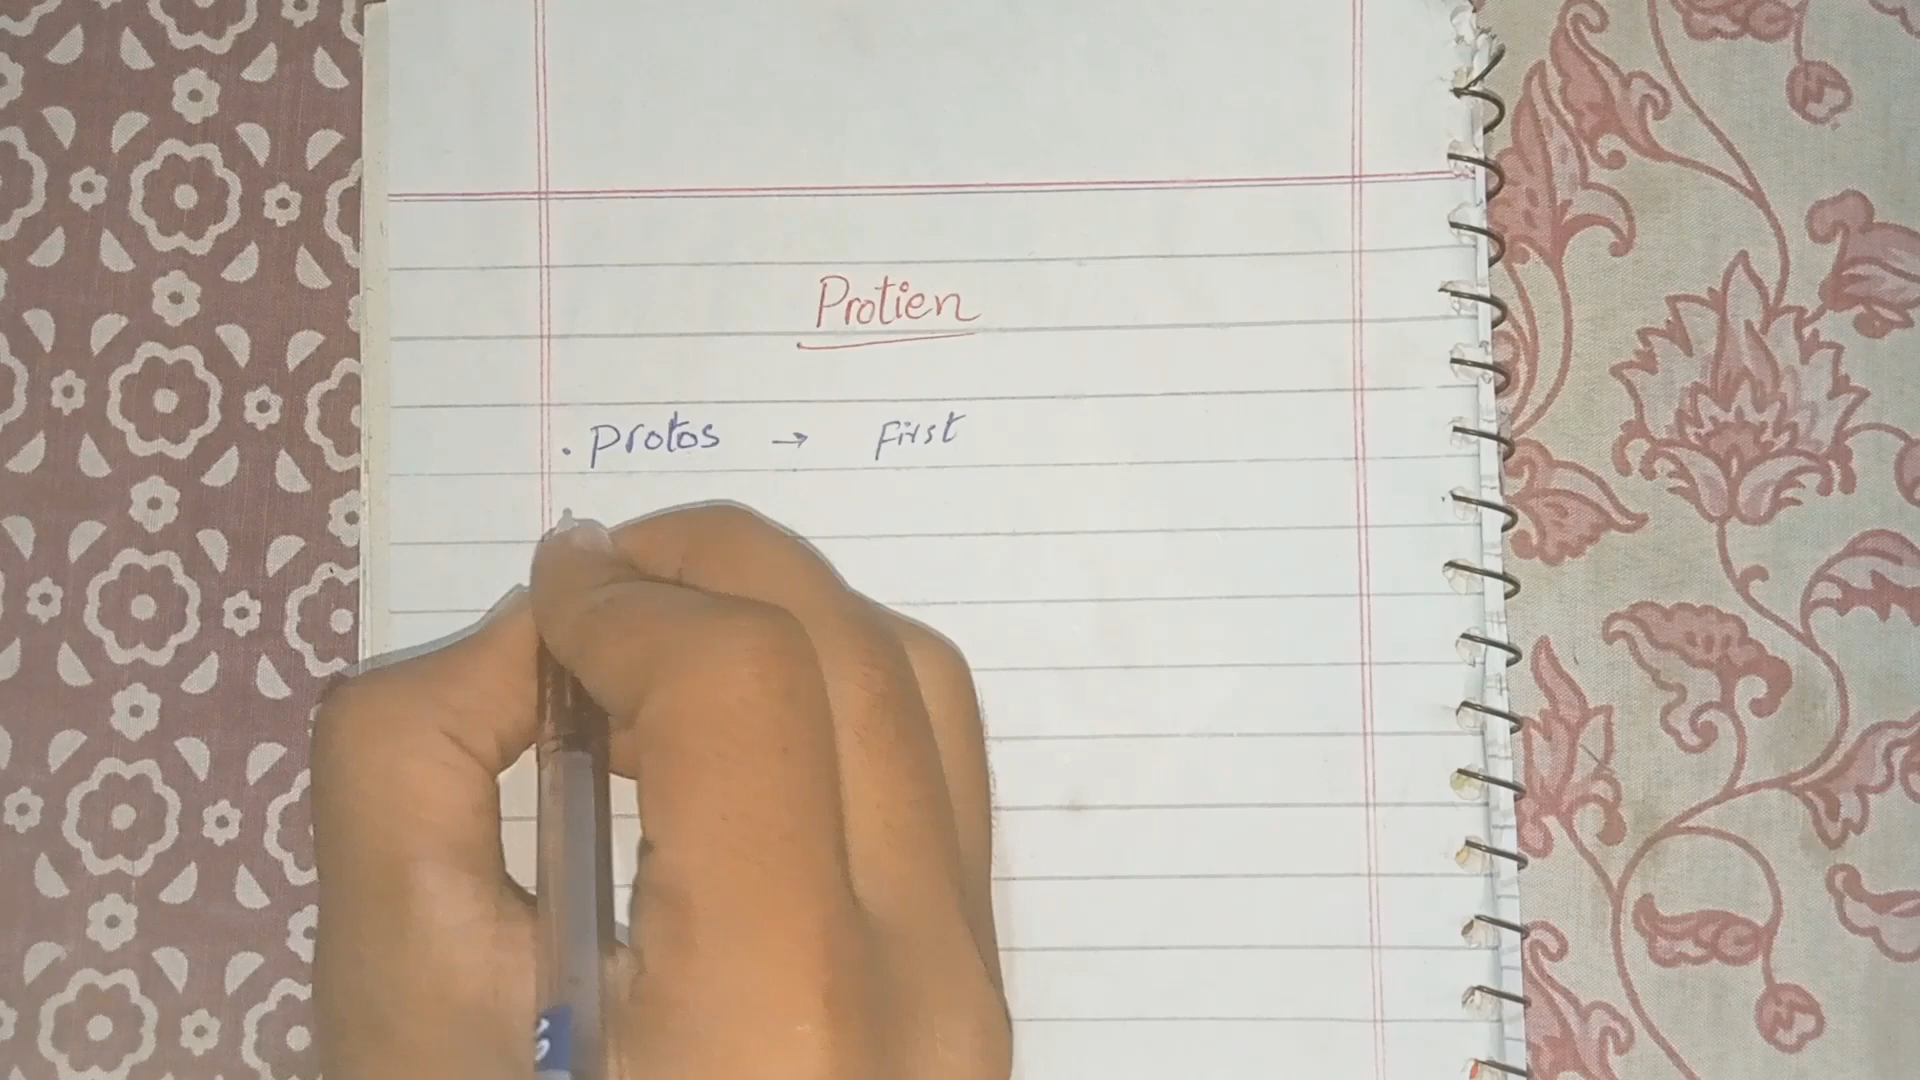 Protien
. Protos → First